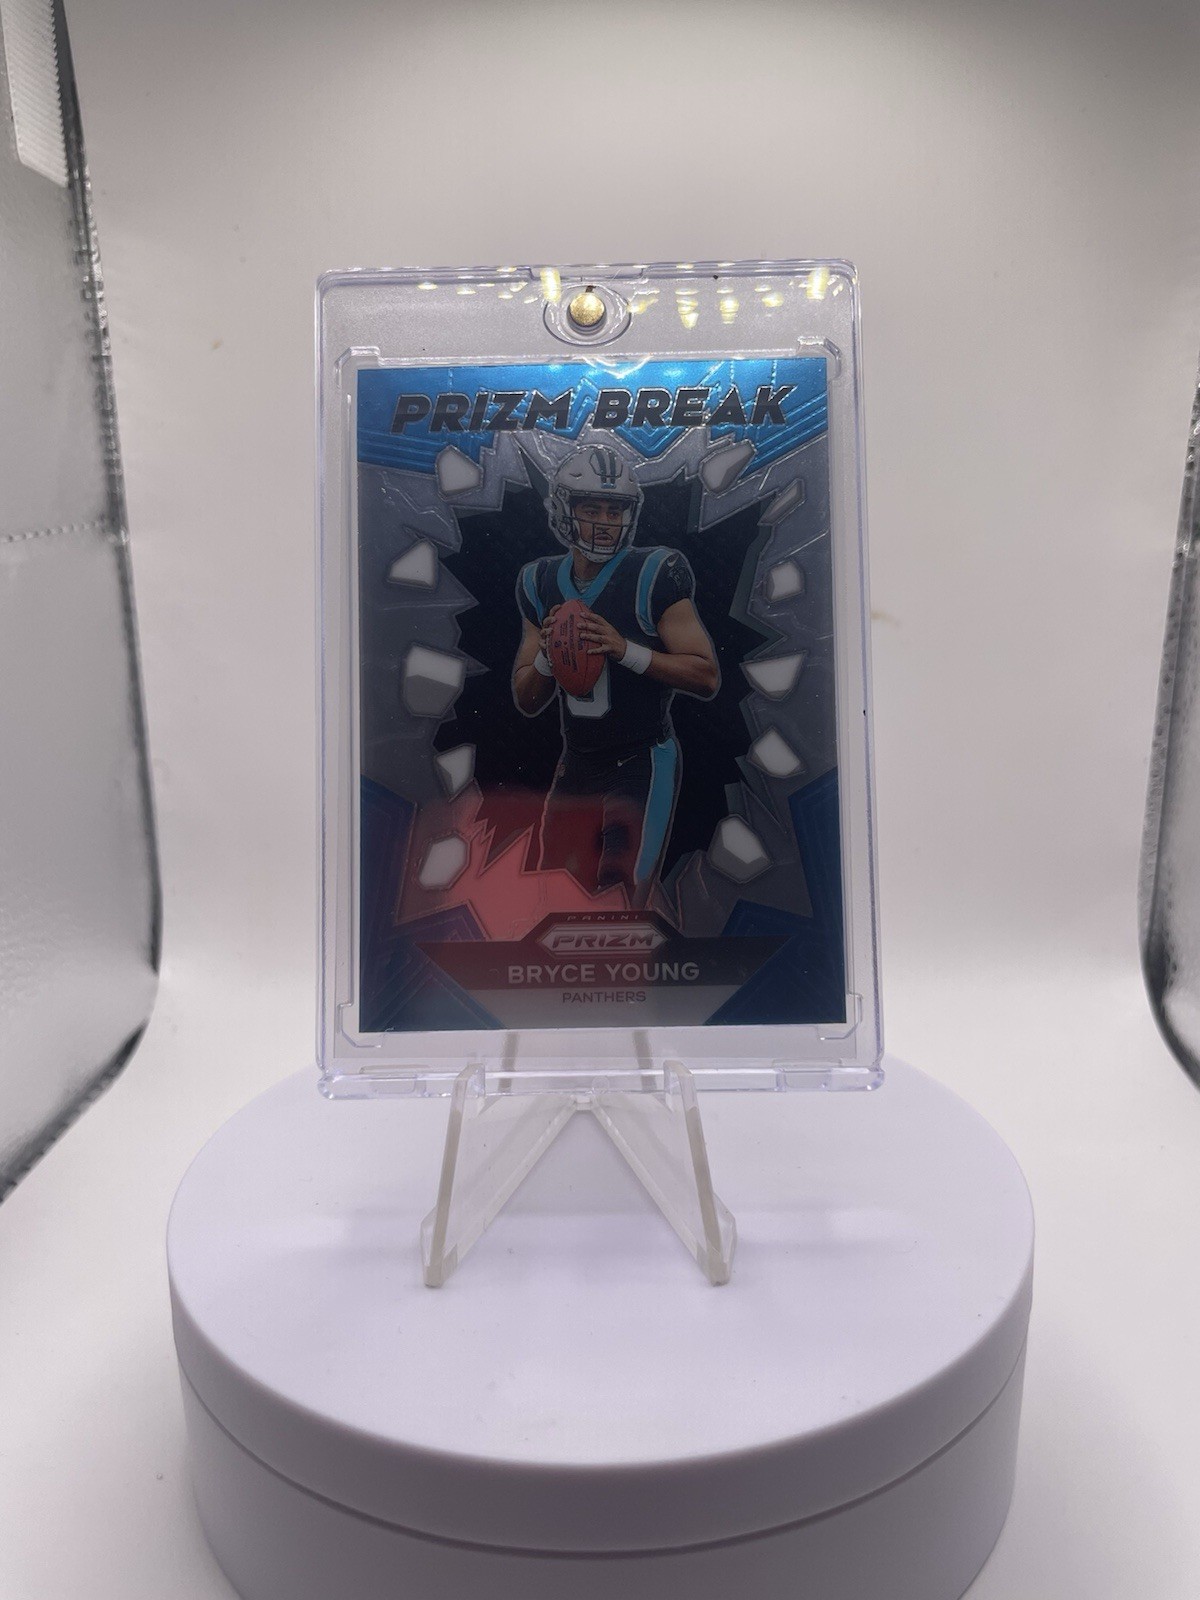 PRIZM BREAK
PANINI
PRIZM
BRYCE YOUNG
PANTHERS